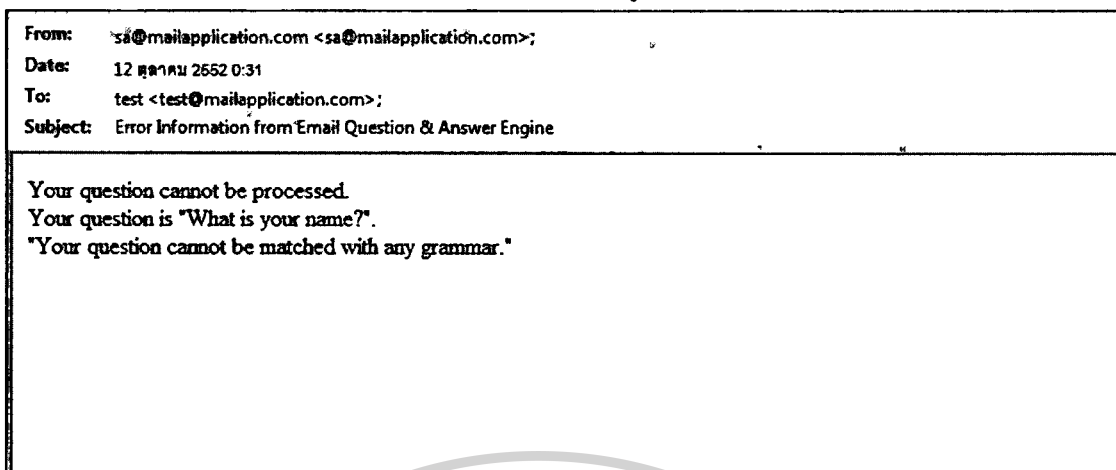 From: sa@mailapplication.com <sa@mailapplication.com>;
Date: 12 ตุลาคม 2552 0:31
To: test <test@mailapplication.com>;
Subject: Error Information from Email Question & Answer Engine
Your question cannot be processed.
Your question is "What is your name?".
"Your question cannot be matched with any grammar."